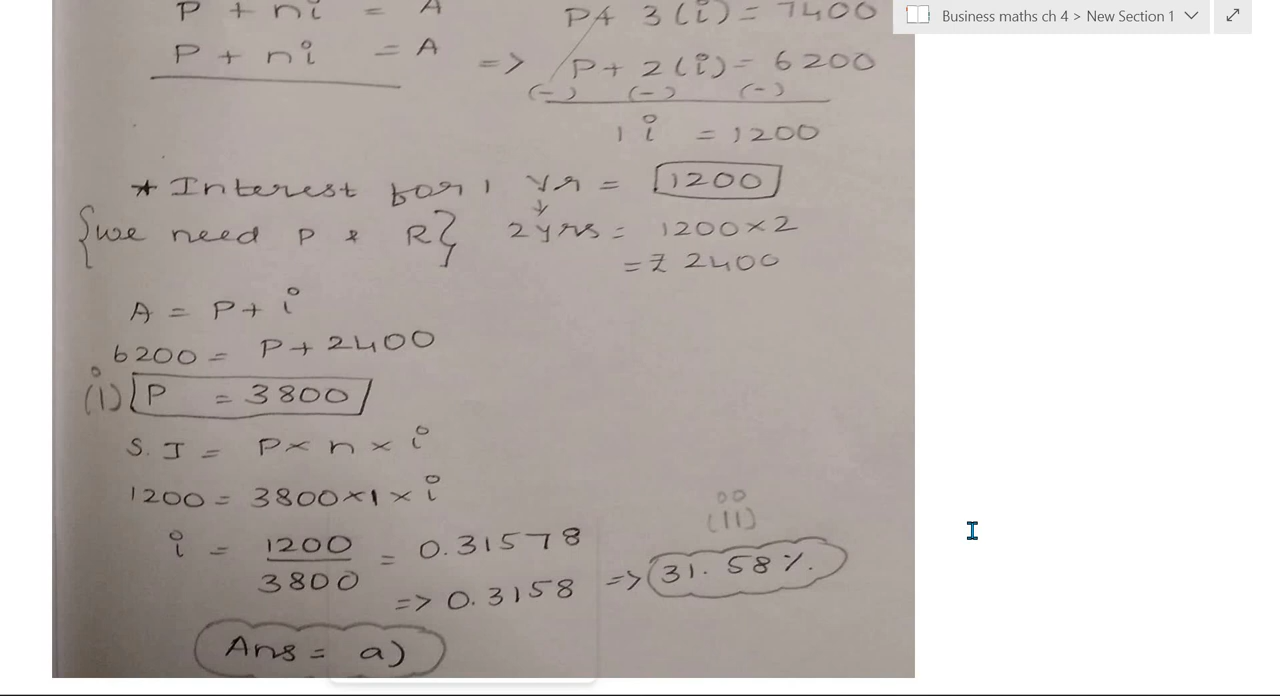 P + ni = A
P + 3(i) = 7400
P + ni = A
=> P + 2(i) = 6200
(-) (-) (-)
1 i = 1200
* Interest for 1 yr = 1200
{we need P & R} 2 yrs = 1200 × 2
= ₹ 2400
A = P + i
6200 = P + 2400
(i) P = 3800
S. I = P × n × i
1200 = 3800 × 1 × i
i = 1200 / 3800 = 0.31578
=> 0.3158
(ii)
=> 31.58 %.
Ans = a)
Business maths ch 4 > New Section 1